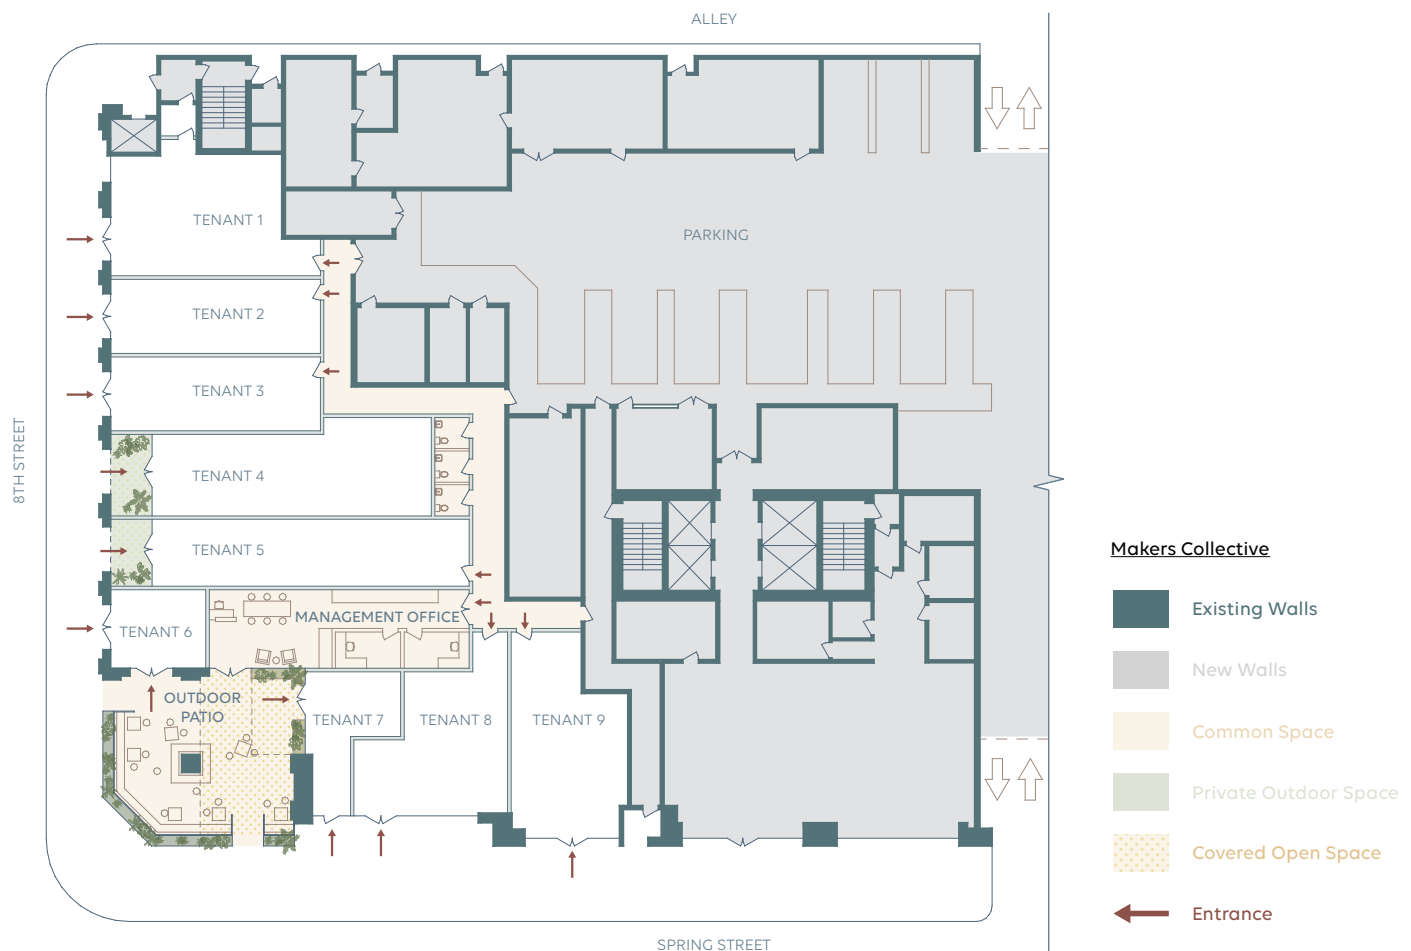 ALLEY
TENANT 1
PARKING
TENANT 2
TENANT 3
8TH STREET
TENANT 4
TENANT 5
MANAGEMENT OFFICE
TENANT 6
OUTDOOR
PATIO
TENANT 7
TENANT 8
TENANT 9
SPRING STREET
Makers Collective
Existing Walls
New Walls
Common Space
Private Outdoor Space
Covered Open Space
Entrance